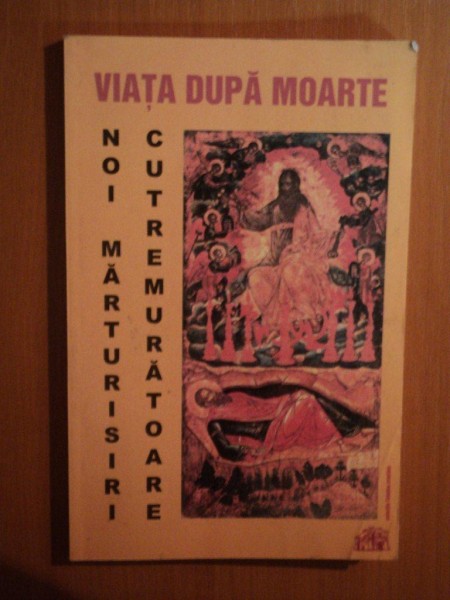 VIAȚA DUPĂ MOARTE
NOI MĂRTURISIRI
CUTREMURĂTOARE